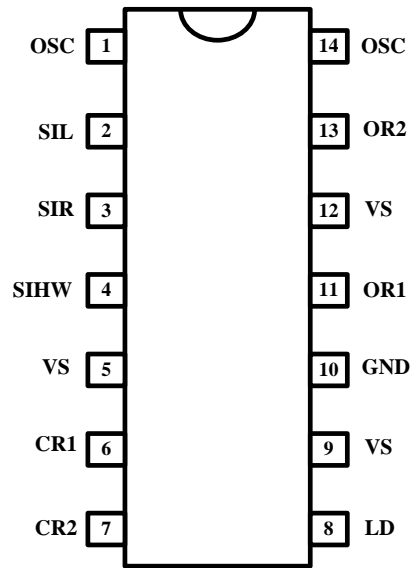 OSC 1 14 OSC
SIL 2 13 OR2
SIR 3 12 VS
SIHW 4 11 OR1
VS 5 10 GND
CR1 6 9 VS
CR2 7 8 LD